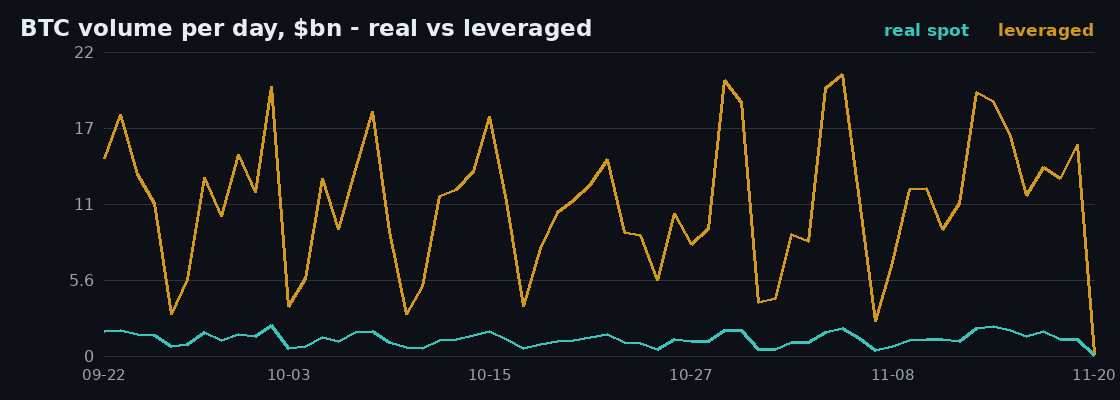 BTC volume per day, $bn - real vs leveraged
real spot leveraged
22
17
11
5.6
0
09-22 10-03 10-15 10-27 11-08 11-20